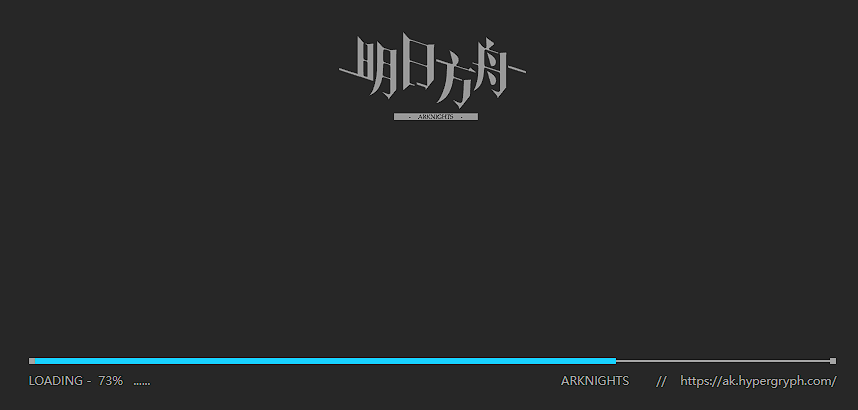 明日方舟
- ARKNIGHTS -
LOADING - 73% ......
ARKNIGHTS // https://ak.hypergryph.com/